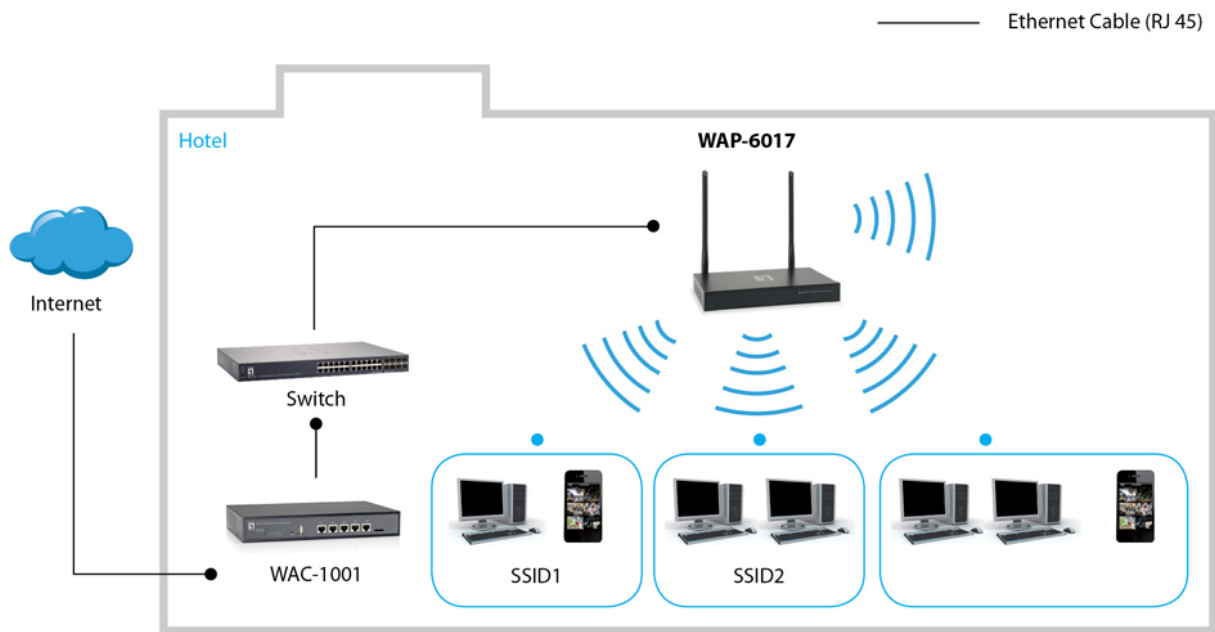 Ethernet Cable (RJ 45)
Hotel
WAP-6017
Internet
Switch
WAC-1001
SSID1
SSID2